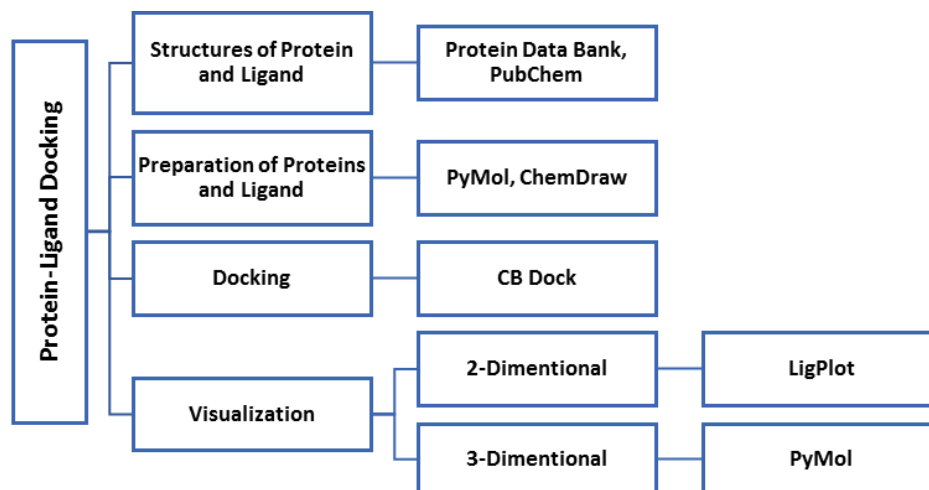 Protein-Ligand Docking
Structures of Protein
and Ligand
Protein Data Bank,
PubChem
Preparation of Proteins
and Ligand
PyMol, ChemDraw
Docking
CB Dock
Visualization
2-Dimentional
LigPlot
3-Dimentional
PyMol